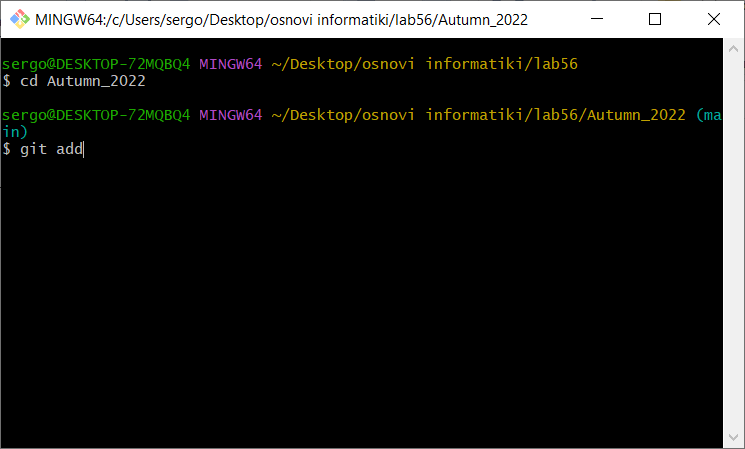 MINGW64:/c/Users/sergo/Desktop/osnovi informatiki/lab56/Autumn_2022
sergo@DESKTOP-72MQBQ4 MINGW64 ~/Desktop/osnovi informatiki/lab56
$ cd Autumn_2022
sergo@DESKTOP-72MQBQ4 MINGW64 ~/Desktop/osnovi informatiki/lab56/Autumn_2022 (ma
in)
$ git add